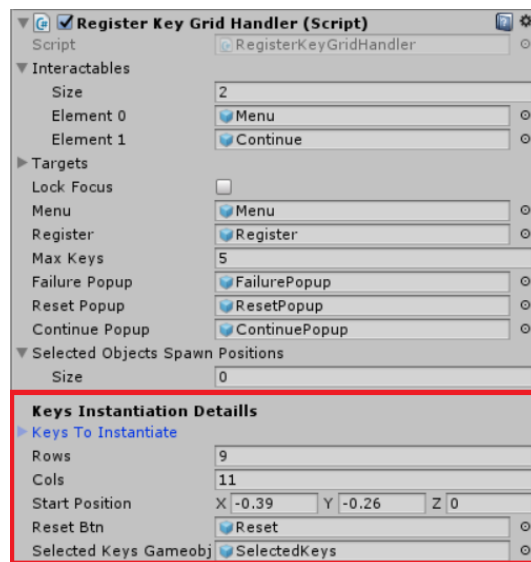 Register Key Grid Handler (Script)
Script RegisterKeyGridHandler
Interactables
Size 2
Element 0 Menu
Element 1 Continue
Targets
Lock Focus
Menu Menu
Register Register
Max Keys 5
Failure Popup FailurePopup
Reset Popup ResetPopup
Continue Popup ContinuePopup
Selected Objects Spawn Positions
Size 0
Keys Instantiation Detaills
Keys To Instantiate
Rows 9
Cols 11
Start Position X -0.39 Y -0.26 Z 0
Reset Btn Reset
Selected Keys Gameobj SelectedKeys